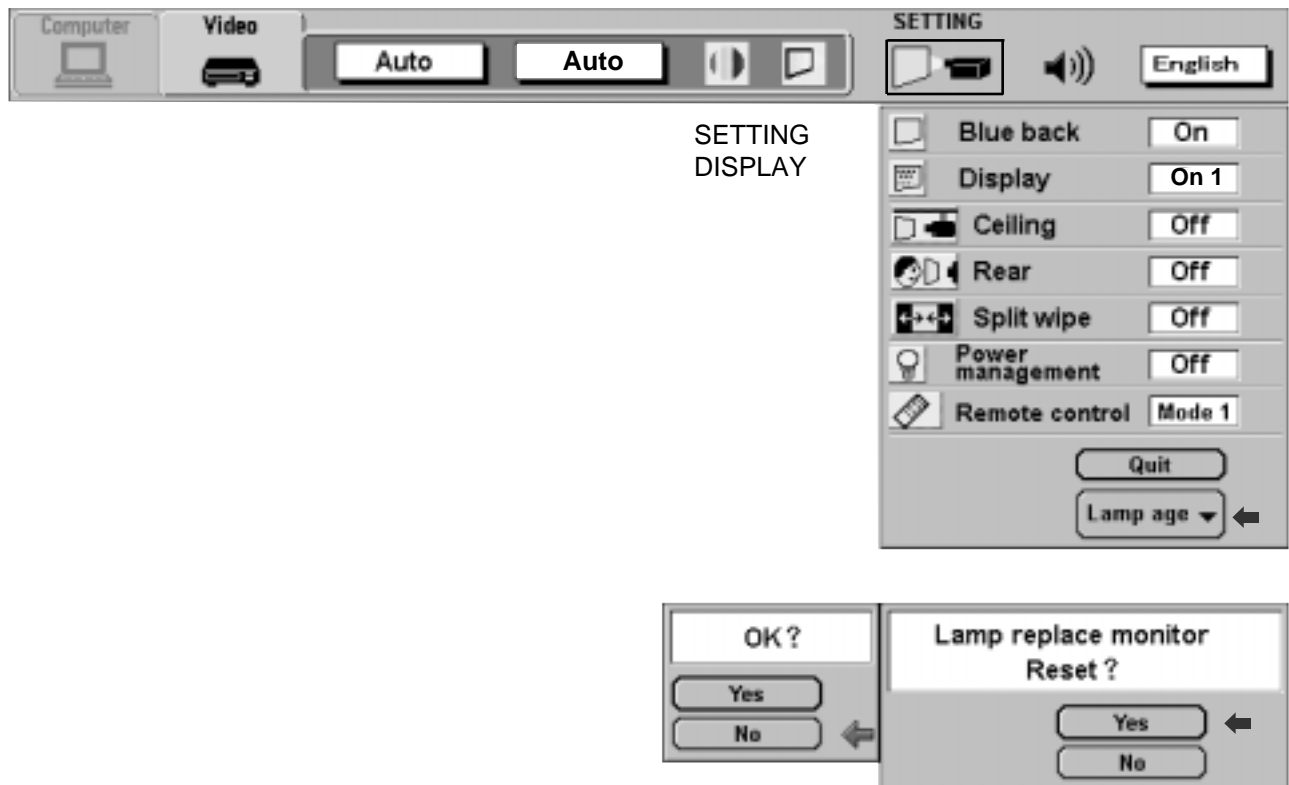 Computer
Video
Auto
Auto
SETTING
English
SETTING
DISPLAY
Blue back On
Display On 1
Ceiling Off
Rear Off
Split wipe Off
Power
management Off
Remote control Mode 1
Quit
Lamp age
OK?
Yes
No
Lamp replace monitor
Reset ?
Yes
No